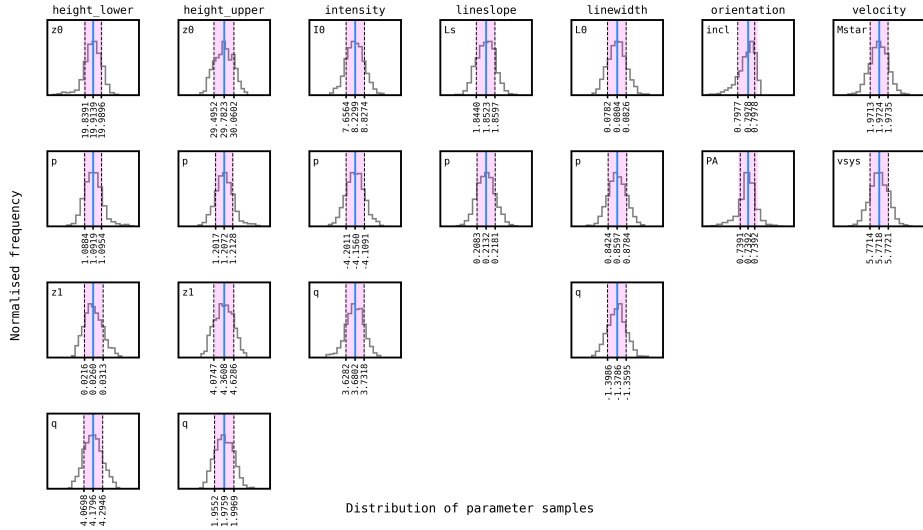 height_lower height_upper intensity lineslope linewidth orientation velocity
z0 z0 I0 Ls L0 incl Mstar
19.8391 19.9139 19.9896 29.4952 29.7823 30.0602 7.6564 8.2299 8.8274 1.8440 1.8523 1.8597 0.0782 0.0804 0.0826 0.7977 0.7978 0.7978 1.9713 1.9724 1.9735
p p p p p PA vsys
1.0884 1.0919 1.0954 1.2017 1.2072 1.2128 -4.2011 -4.1560 -4.1091 0.2083 0.2132 0.2181 0.8424 0.8597 0.8784 0.7391 0.7392 0.7392 5.7714 5.7718 5.7721
Normalised frequency
z1 z1 q q
0.0216 0.0260 0.0313 4.0747 4.3608 4.6286 3.6282 3.6802 3.7318 -1.3986 -1.3786 -1.3595
q q
4.0698 4.1796 4.2946 1.9552 1.9759 1.9969
Distribution of parameter samples